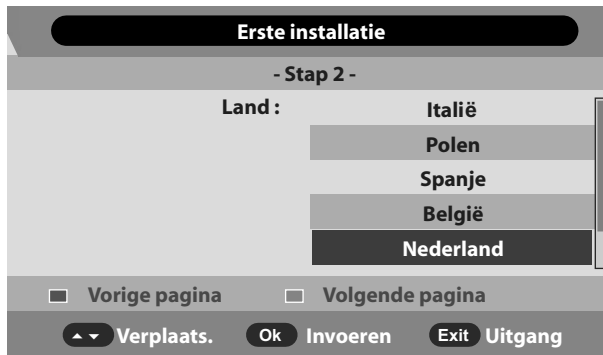 Erste installatie
- Stap 2 -
Land : Italië
Polen
Spanje
België
Nederland
Vorige pagina Volgende pagina
Verplaats. Ok Invoeren Exit Uitgang